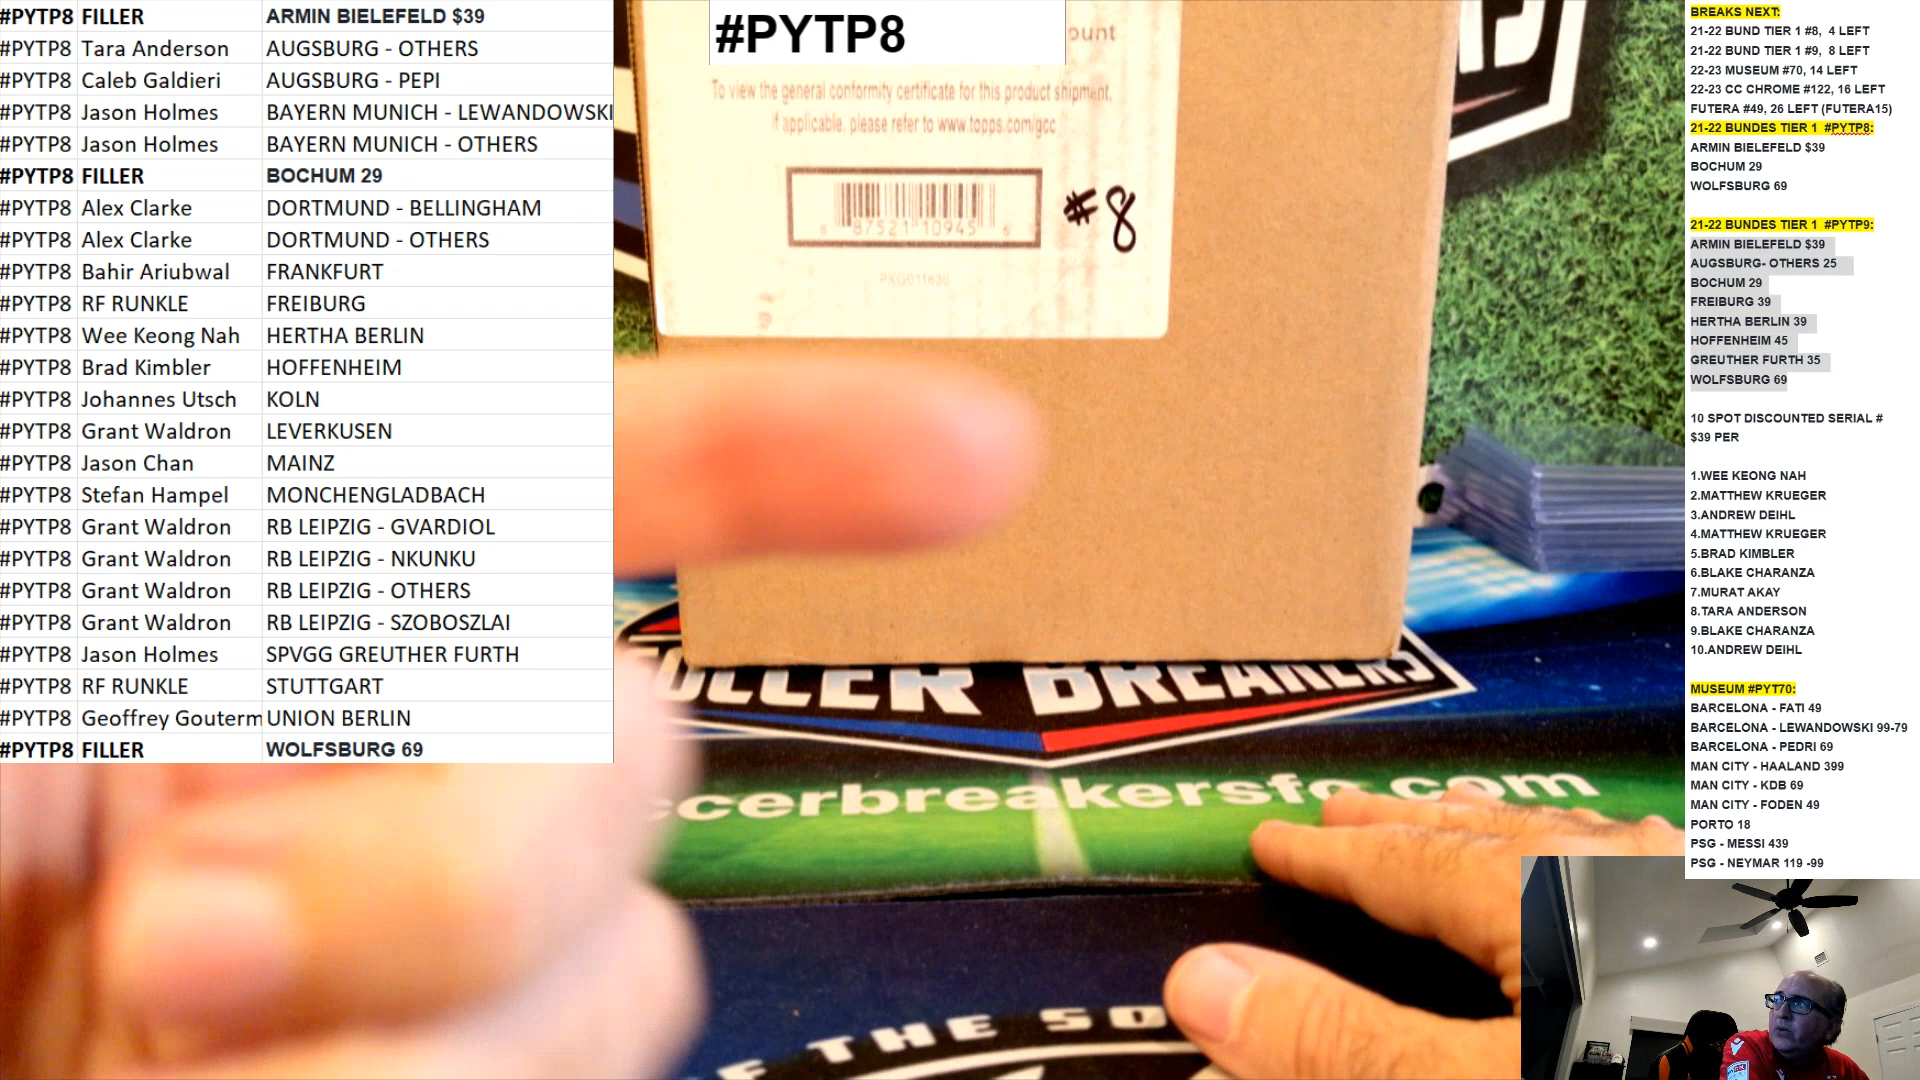 #PYTP8 FILLER ARMIN BIELEFELD $39
#PYTP8 Tara Anderson AUGSBURG - OTHERS
#PYTP8 Caleb Galdieri AUGSBURG - PEPI
#PYTP8 Jason Holmes BAYERN MUNICH - LEWANDOWSKI
#PYTP8 Jason Holmes BAYERN MUNICH - OTHERS
#PYTP8 FILLER BOCHUM 29
#PYTP8 Alex Clarke DORTMUND - BELLINGHAM
#PYTP8 Alex Clarke DORTMUND - OTHERS
#PYTP8 Bahir Ariubwal FRANKFURT
#PYTP8 RF RUNKLE FREIBURG
#PYTP8 Wee Keong Nah HERTHA BERLIN
#PYTP8 Brad Kimbler HOFFENHEIM
#PYTP8 Johannes Utsch KOLN
#PYTP8 Grant Waldron LEVERKUSEN
#PYTP8 Jason Chan MAINZ
#PYTP8 Stefan Hampel MONCHENGLADBACH
#PYTP8 Grant Waldron RB LEIPZIG - GVARDIOL
#PYTP8 Grant Waldron RB LEIPZIG - NKUNKU
#PYTP8 Grant Waldron RB LEIPZIG - OTHERS
#PYTP8 Grant Waldron RB LEIPZIG - SZOBOSZLAI
#PYTP8 Jason Holmes SPVGG GREUTHER FURTH
#PYTP8 RF RUNKLE STUTTGART
#PYTP8 Geoffrey Gouterm UNION BERLIN
#PYTP8 FILLER WOLFSBURG 69
#PYTP8
ount
To view the general conformity certificate for this product shipment,
if applicable, please refer to www.topps.com/gcc
8 87521 10945 6
#8
PKG011630
BREAKERS
ccerbreakersfc.com
F THE SO
BREAKS NEXT:
21-22 BUND TIER 1 #8, 4 LEFT
21-22 BUND TIER 1 #9, 8 LEFT
22-23 MUSEUM #70, 14 LEFT
22-23 CC CHROME #122, 16 LEFT
FUTERA #49, 26 LEFT (FUTERA15)
21-22 BUNDES TIER 1 #PYTP8:
ARMIN BIELEFELD $39
BOCHUM 29
WOLFSBURG 69
21-22 BUNDES TIER 1 #PYTP9:
ARMIN BIELEFELD $39
AUGSBURG- OTHERS 25
BOCHUM 29
FREIBURG 39
HERTHA BERLIN 39
HOFFENHEIM 45
GREUTHER FURTH 35
WOLFSBURG 69
10 SPOT DISCOUNTED SERIAL #
$39 PER
1.WEE KEONG NAH
2.MATTHEW KRUEGER
3.ANDREW DEIHL
4.MATTHEW KRUEGER
5.BRAD KIMBLER
6.BLAKE CHARANZA
7.MURAT AKAY
8.TARA ANDERSON
9.BLAKE CHARANZA
10.ANDREW DEIHL
MUSEUM #PYT70:
BARCELONA - FATI 49
BARCELONA - LEWANDOWSKI 99-79
BARCELONA - PEDRI 69
MAN CITY - HAALAND 399
MAN CITY - KDB 69
MAN CITY - FODEN 49
PORTO 18
PSG - MESSI 439
PSG - NEYMAR 119 -99